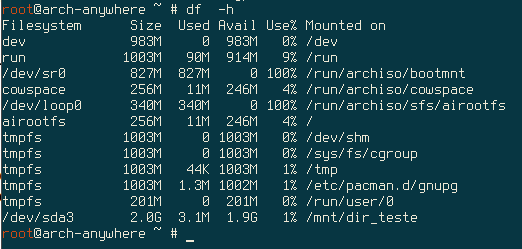 root@arch-anywhere ~ # df  -h
Filesystem      Size  Used Avail Use% Mounted on
dev             983M     0  983M   0% /dev
run            1003M   90M  914M   9% /run
/dev/sr0        827M  827M     0 100% /run/archiso/bootmnt
cowspace        256M   11M  246M   4% /run/archiso/cowspace
/dev/loop0      340M  340M     0 100% /run/archiso/sfs/airootfs
airootfs        256M   11M  246M   4% /
tmpfs          1003M     0 1003M   0% /dev/shm
tmpfs          1003M     0 1003M   0% /sys/fs/cgroup
tmpfs          1003M   44K 1003M   1% /tmp
tmpfs          1003M  1.3M 1002M   1% /etc/pacman.d/gnupg
tmpfs           201M     0  201M   0% /run/user/0
/dev/sda3       2.0G  3.1M  1.9G   1% /mnt/dir_teste
root@arch-anywhere ~ # _